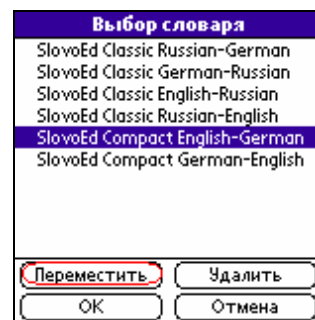 Выбор словаря
SlovoEd Classic Russian-German
SlovoEd Classic German-Russian
SlovoEd Classic English-Russian
SlovoEd Classic Russian-English
SlovoEd Compact English-German
SlovoEd Compact German-English
Переместить Удалить
OK Отмена